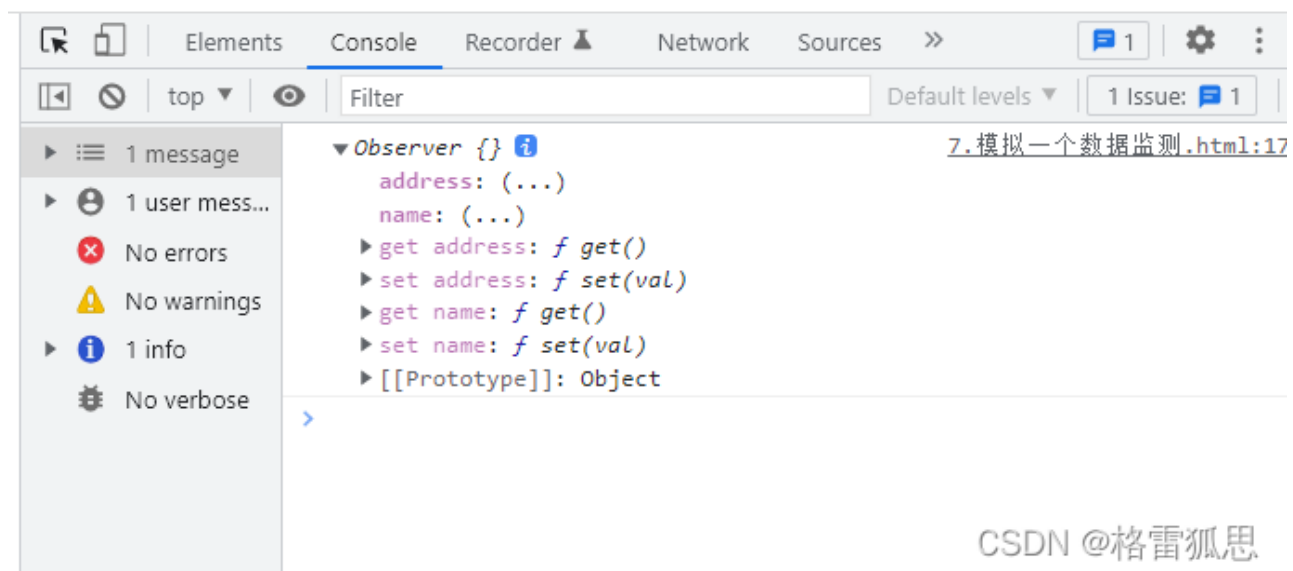 Elements Console Recorder Network Sources 1
top Filter Default levels 1 Issue: 1
1 message
1 user mess...
No errors
No warnings
1 info
No verbose
Observer {} i 7.模拟一个数据监测.html:17
address: (...)
name: (...)
get address: ƒ get()
set address: ƒ set(val)
get name: ƒ get()
set name: ƒ set(val)
[[Prototype]]: Object
CSDN @格雷狐思